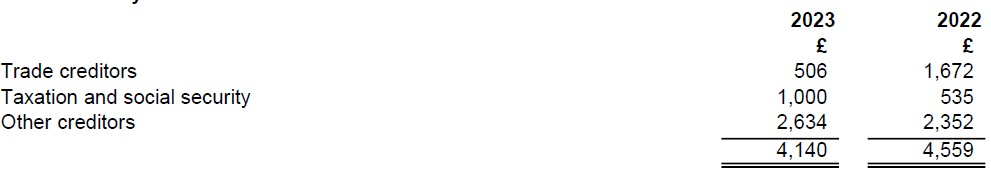 2023 2022
£ £
Trade creditors 506 1,672
Taxation and social security 1,000 535
Other creditors 2,634 2,352
4,140 4,559